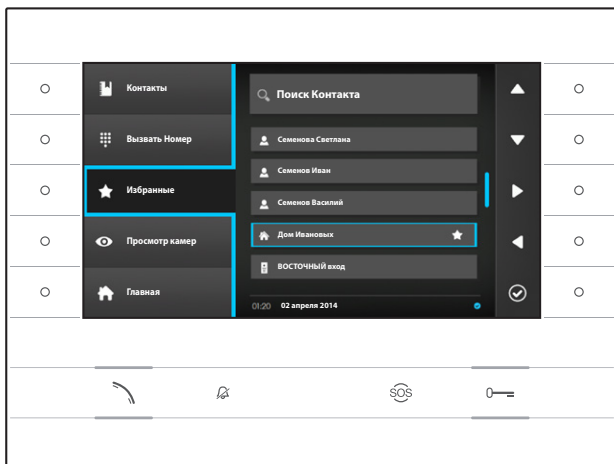 Контакты
Вызвать Номер
Избранные
Просмотр камер
Главная
Поиск Контакта
Семенова Светлана
Семенов Иван
Семенов Василий
Дом Ивановых
ВОСТОЧНЫЙ вход
01:20 02 апреля 2014
SOS